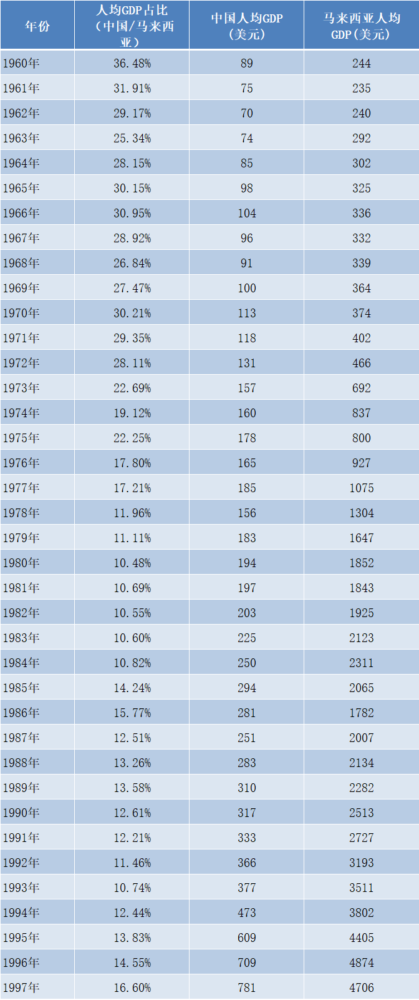 年份 人均GDP占比（中国/马来西亚） 中国人均GDP(美元) 马来西亚人均GDP(美元)
1960年 36.48% 89 244
1961年 31.91% 75 235
1962年 29.17% 70 240
1963年 25.34% 74 292
1964年 28.15% 85 302
1965年 30.15% 98 325
1966年 30.95% 104 336
1967年 28.92% 96 332
1968年 26.84% 91 339
1969年 27.47% 100 364
1970年 30.21% 113 374
1971年 29.35% 118 402
1972年 28.11% 131 466
1973年 22.69% 157 692
1974年 19.12% 160 837
1975年 22.25% 178 800
1976年 17.80% 165 927
1977年 17.21% 185 1075
1978年 11.96% 156 1304
1979年 11.11% 183 1647
1980年 10.48% 194 1852
1981年 10.69% 197 1843
1982年 10.55% 203 1925
1983年 10.60% 225 2123
1984年 10.82% 250 2311
1985年 14.24% 294 2065
1986年 15.77% 281 1782
1987年 12.51% 251 2007
1988年 13.26% 283 2134
1989年 13.58% 310 2282
1990年 12.61% 317 2513
1991年 12.21% 333 2727
1992年 11.46% 366 3193
1993年 10.74% 377 3511
1994年 12.44% 473 3802
1995年 13.83% 609 4405
1996年 14.55% 709 4874
1997年 16.60% 781 4706